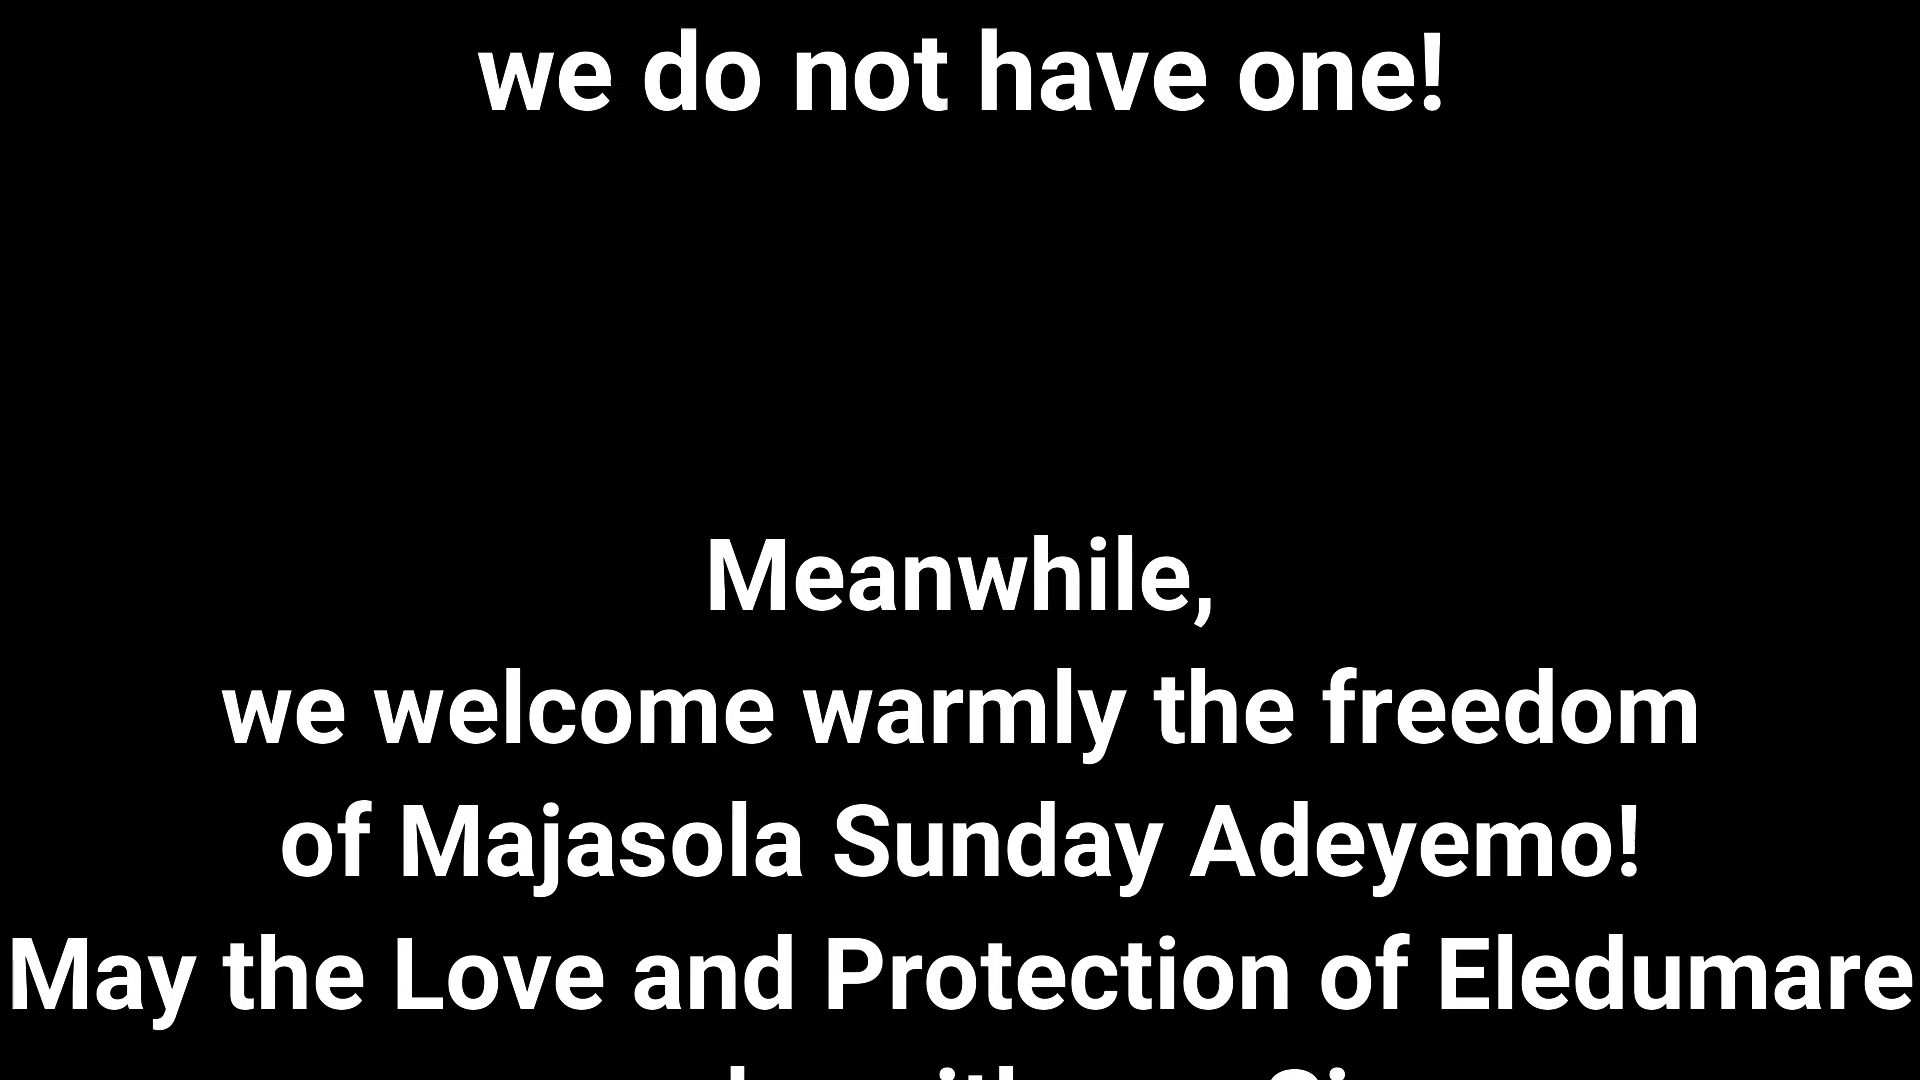 we do not have one!
Meanwhile,
we welcome warmly the freedom
of Majasola Sunday Adeyemo!
May the Love and Protection of Eledumare